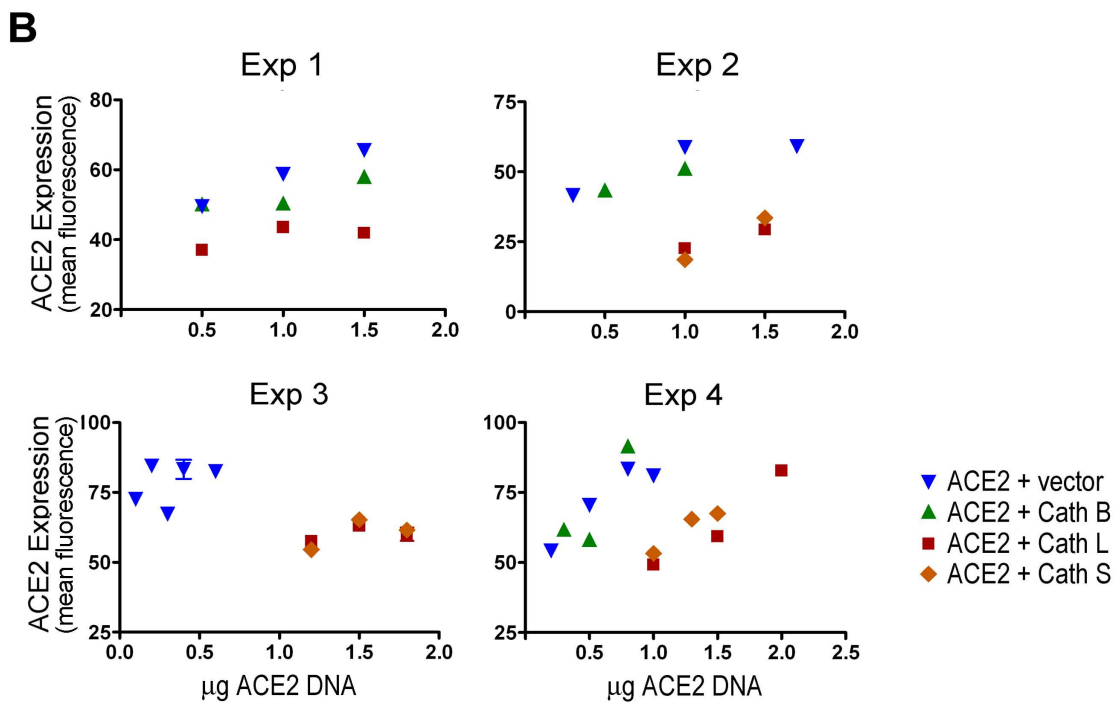 B
Exp 1
Exp 2
ACE2 Expression
(mean fluorescence)
80
60
40
20
0.5 1.0 1.5 2.0
75
50
25
0
0.5 1.0 1.5 2.0
Exp 3
Exp 4
ACE2 Expression
(mean fluorescence)
100
75
50
25
0.0 0.5 1.0 1.5 2.0
µg ACE2 DNA
100
75
50
25
0.5 1.0 1.5 2.0 2.5
µg ACE2 DNA
ACE2 + vector
ACE2 + Cath B
ACE2 + Cath L
ACE2 + Cath S